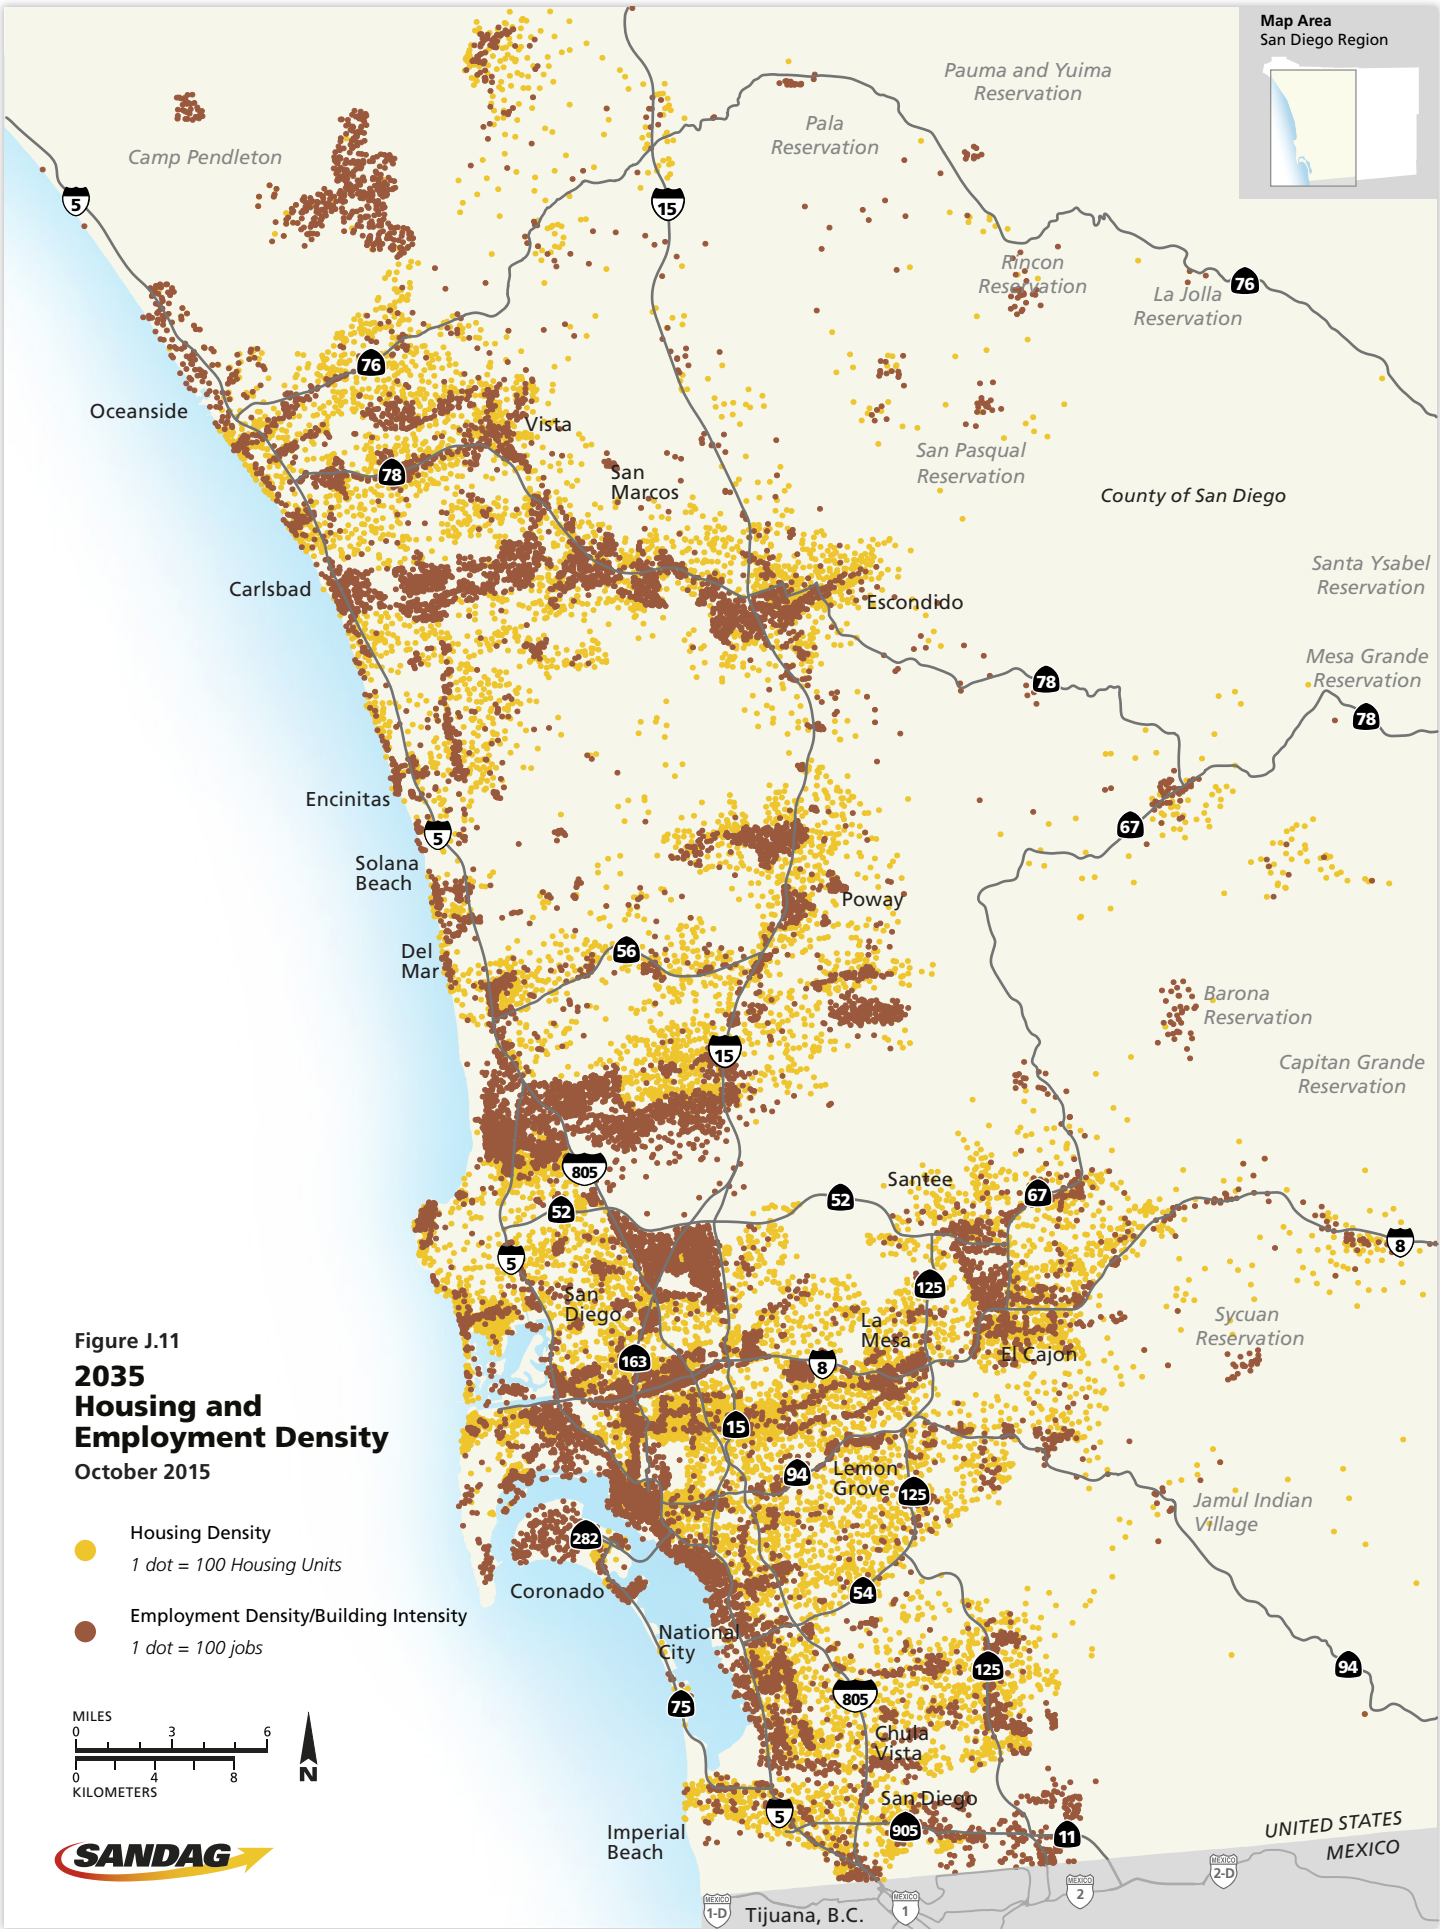 Map Area
San Diego Region
Pauma and Yuima
Reservation
Pala
Reservation
Camp Pendleton
5
15
Rincon
Reservation
76
La Jolla
Reservation
76
Oceanside
Vista
78
San
Marcos
San Pasqual
Reservation
County of San Diego
Santa Ysabel
Reservation
Carlsbad
Escondido
Mesa Grande
Reservation
78
78
Encinitas
67
5
Solana
Beach
Poway
Del
Mar
56
Barona
Reservation
15
Capitan Grande
Reservation
805
Santee
52
67
52
5
8
125
San
Diego
La
Mesa
Sycuan
Reservation
163
8
El Cajon
Figure J.11
2035
Housing and
Employment Density
October 2015
15
94
Lemon
Grove
125
Jamul Indian
Village
Housing Density
1 dot = 100 Housing Units
282
Coronado
54
Employment Density/Building Intensity
1 dot = 100 jobs
National
City
125
94
75
805
MILES
0 3 6
0 4 8
KILOMETERS
N
Chula
Vista
San Diego
5
905
11
Imperial
Beach
UNITED STATES
MEXICO
SANDAG
MEXICO
1-D
Tijuana, B.C.
MEXICO
1
MEXICO
2
MEXICO
2-D